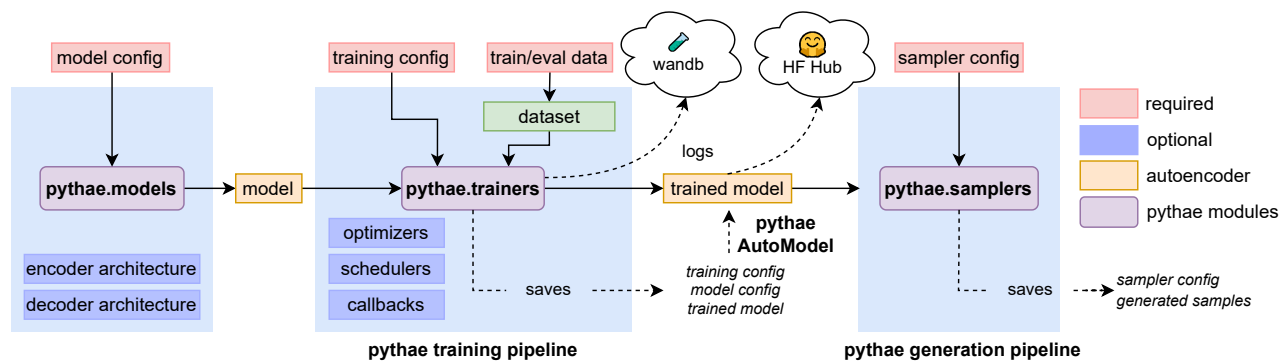 model config
training config
train/eval data
wandb
HF Hub
sampler config
dataset
required
optional
autoencoder
pythae modules
logs
pythae.models
model
pythae.trainers
trained model
pythae.samplers
pythae
AutoModel
optimizers
schedulers
callbacks
encoder architecture
decoder architecture
saves
training config
model config
trained model
saves
sampler config
generated samples
pythae training pipeline
pythae generation pipeline